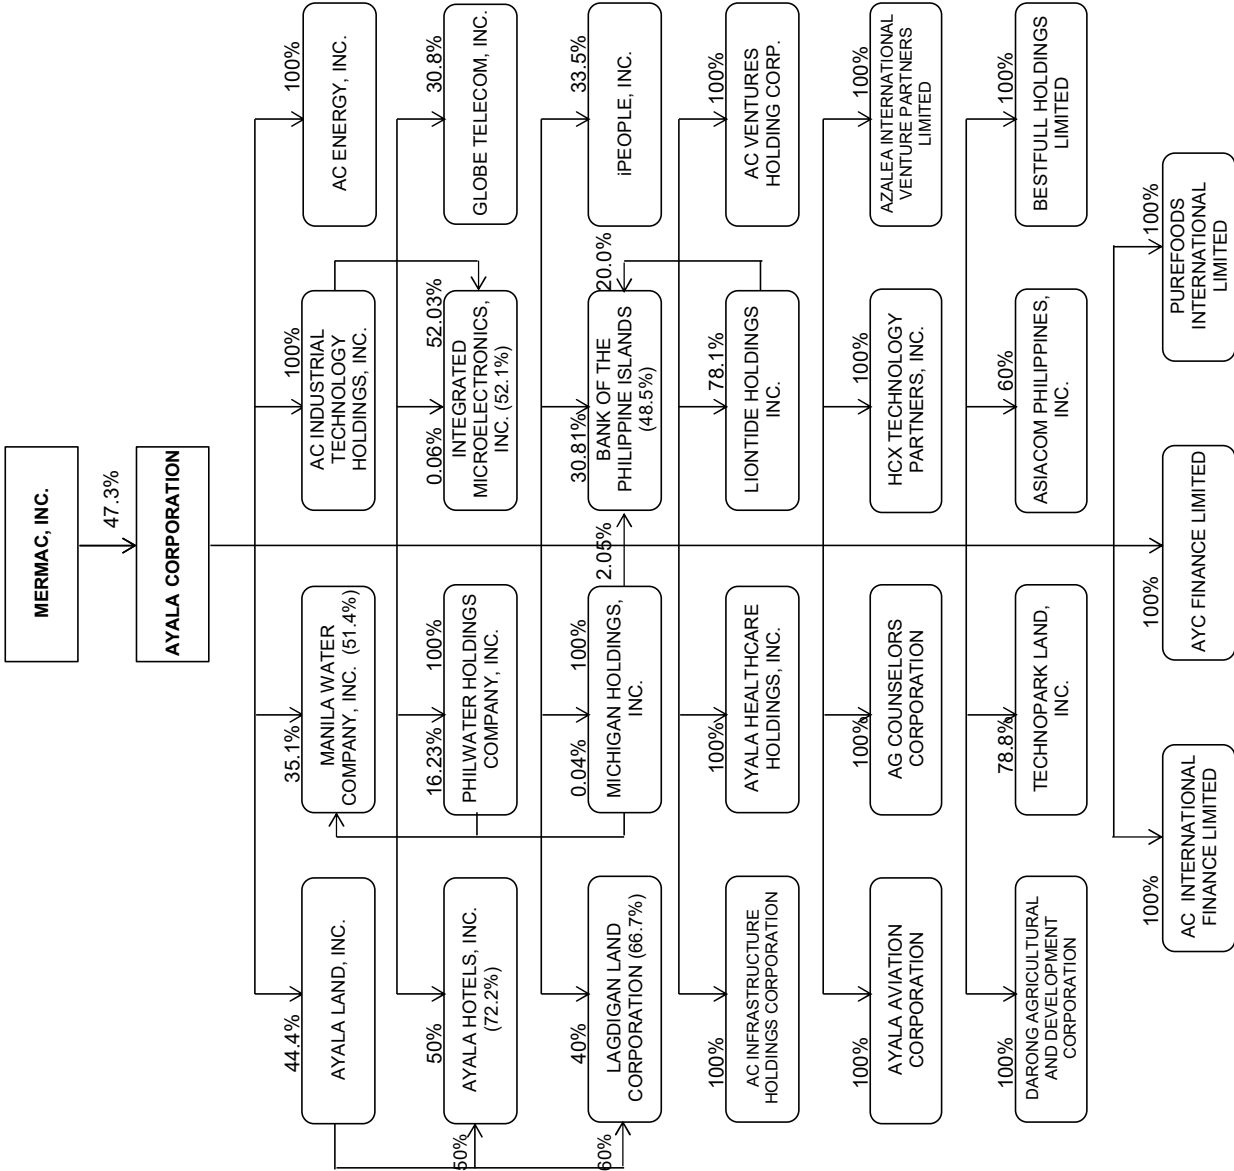 MERMAC, INC.
47.3%
AYALA CORPORATION
44.4%
AYALA LAND, INC.
35.1%
MANILA WATER
COMPANY, INC. (51.4%)
100%
AC INDUSTRIAL
TECHNOLOGY
HOLDINGS, INC.
100%
AC ENERGY, INC.
50%
50%
AYALA HOTELS, INC.
(72.2%)
16.23%
100%
PHILWATER HOLDINGS
COMPANY, INC.
0.06%
52.03%
INTEGRATED
MICROELECTRONICS,
INC. (52.1%)
30.8%
GLOBE TELECOM, INC.
60%
40%
LAGDIGAN LAND
CORPORATION (66.7%)
0.04%
100%
MICHIGAN HOLDINGS,
INC.
2.05%
30.81%
20.0%
BANK OF THE
PHILIPPINE ISLANDS
(48.5%)
33.5%
iPEOPLE, INC.
100%
AC INFRASTRUCTURE
HOLDINGS CORPORATION
100%
AYALA HEALTHCARE
HOLDINGS, INC.
78.1%
LIONTIDE HOLDINGS
INC.
100%
AC VENTURES
HOLDING CORP.
100%
AYALA AVIATION
CORPORATION
100%
AG COUNSELORS
CORPORATION
100%
HCX TECHNOLOGY
PARTNERS, INC.
100%
AZALEA INTERNATIONAL
VENTURE PARTNERS
LIMITED
100%
DARONG AGRICULTURAL
AND DEVELOPMENT
CORPORATION
78.8%
TECHNOPARK LAND,
INC.
60%
ASIACOM PHILIPPINES,
INC.
100%
BESTFULL HOLDINGS
LIMITED
100%
AC INTERNATIONAL
FINANCE LIMITED
100%
AYC FINANCE LIMITED
100%
PUREFOODS
INTERNATIONAL
LIMITED